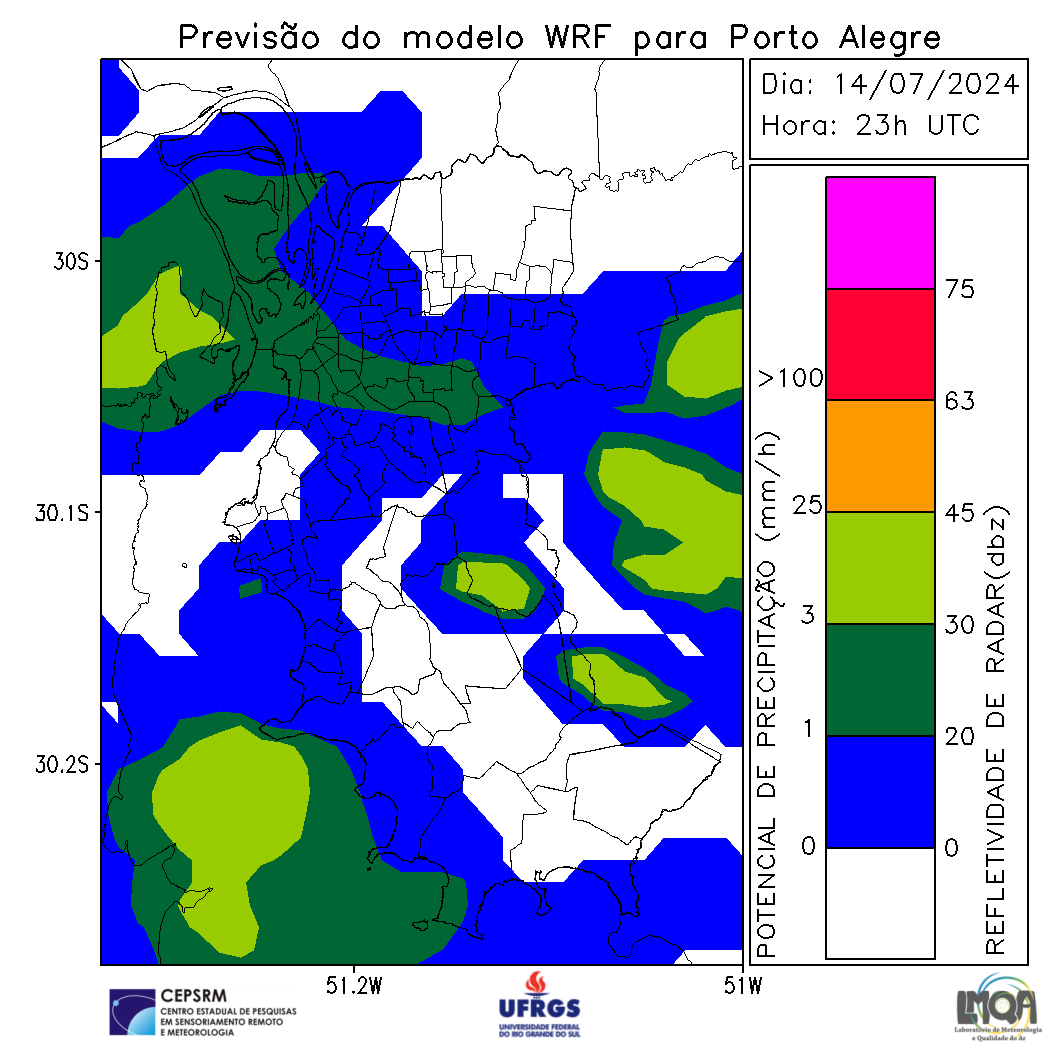 Previsão do modelo WRF para Porto Alegre
Dia: 14/07/2024
Hora: 23h UTC
30S
30.1S
30.2S
51.2W
51W
POTENCIAL DE PRECIPITAÇÃO (mm/h)
>100
25
3
1
0
75
63
45
30
20
0
REFLETIVIDADE DE RADAR(dbz)
CEPSRM
CENTRO ESTADUAL DE PESQUISAS
EM SENSORIAMENTO REMOTO
E METEOROLOGIA
UFRGS
UNIVERSIDADE FEDERAL
DO RIO GRANDE DO SUL
LMQA
Laboratório de Meteorologia
e Qualidade do Ar